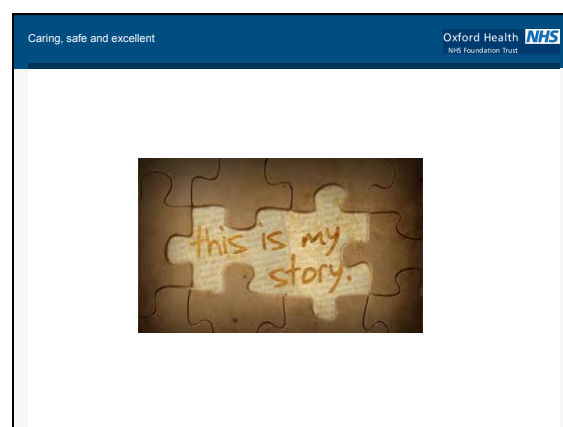 Caring, safe and excellent
Oxford Health NHS
NHS Foundation Trust
this is my
story.